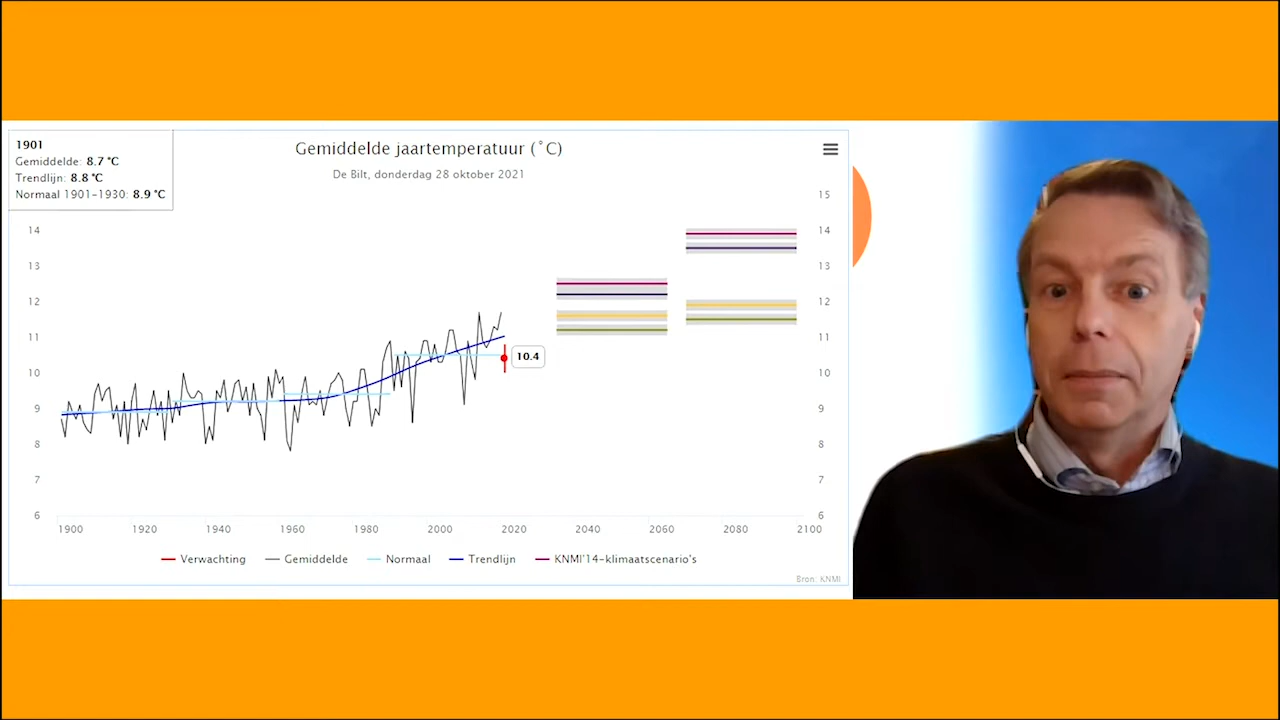 1901
Gemiddelde: 8.7 °C
Trendlijn: 8.8 °C
Normaal 1901-1930: 8.9 °C
Gemiddelde jaartemperatuur (°C)
De Bilt, donderdag 28 oktober 2021
15
14 14
13 13
12 12
11 11
10.4
10 10
9 9
8 8
7 7
6 6
1900 1920 1940 1960 1980 2000 2020 2040 2060 2080 2100
Verwachting Gemiddelde Normaal Trendlijn KNMI'14-klimaatscenario's
Bron: KNMI